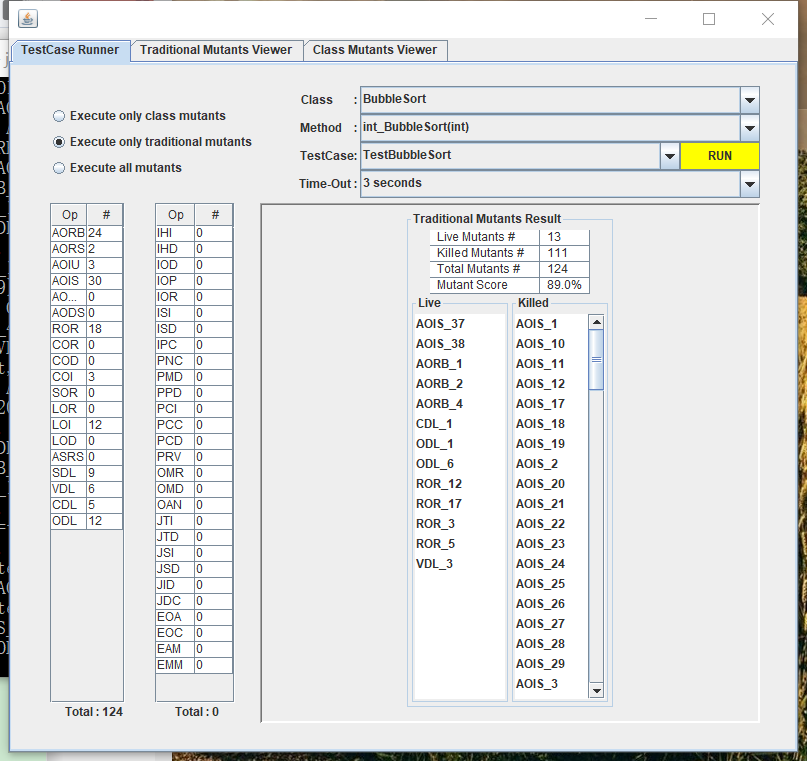 TestCase Runner Traditional Mutants Viewer Class Mutants Viewer
Execute only class mutants
Execute only traditional mutants
Execute all mutants
Class : BubbleSort
Method : int_BubbleSort(int)
TestCase: TestBubbleSort RUN
Time-Out : 3 seconds
Op #
AORB 24
AORS 2
AOIU 3
AOIS 30
AO... 0
AODS 0
ROR 18
COR 0
COD 0
COI 3
SOR 0
LOR 0
LOI 12
LOD 0
ASRS 0
SDL 9
VDL 6
CDL 5
ODL 12
Total : 124
Op #
IHI 0
IHD 0
IOD 0
IOP 0
IOR 0
ISI 0
ISD 0
IPC 0
PNC 0
PMD 0
PPD 0
PCI 0
PCC 0
PCD 0
PRV 0
OMR 0
OMD 0
OAN 0
JTI 0
JTD 0
JSI 0
JSD 0
JID 0
JDC 0
EOA 0
EOC 0
EAM 0
EMM 0
Total : 0
Traditional Mutants Result
Live Mutants # 13
Killed Mutants # 111
Total Mutants # 124
Mutant Score 89.0%
Live
AOIS_37
AOIS_38
AORB_1
AORB_2
AORB_4
CDL_1
ODL_1
ODL_6
ROR_12
ROR_17
ROR_3
ROR_5
VDL_3
Killed
AOIS_1
AOIS_10
AOIS_11
AOIS_12
AOIS_17
AOIS_18
AOIS_19
AOIS_2
AOIS_20
AOIS_21
AOIS_22
AOIS_23
AOIS_24
AOIS_25
AOIS_26
AOIS_27
AOIS_28
AOIS_29
AOIS_3